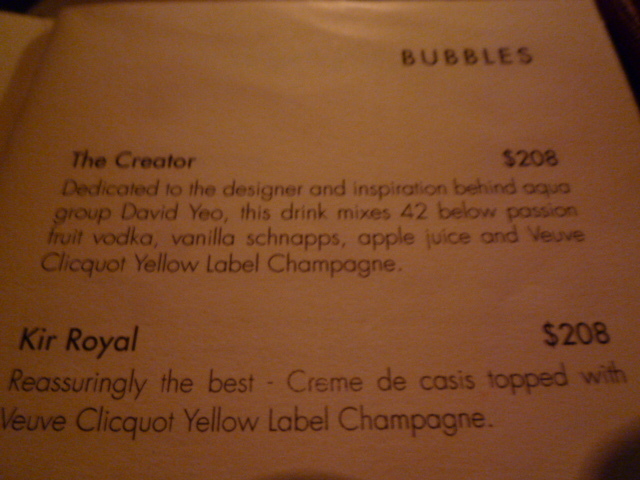 BUBBLES
The Creator $208
Dedicated to the designer and inspiration behind aqua
group David Yeo, this drink mixes 42 below passion
fruit vodka, vanilla schnapps, apple juice and Veuve
Clicquot Yellow Label Champagne.
Kir Royal $208
Reassuringly the best - Creme de casis topped with
Veuve Clicquot Yellow Label Champagne.